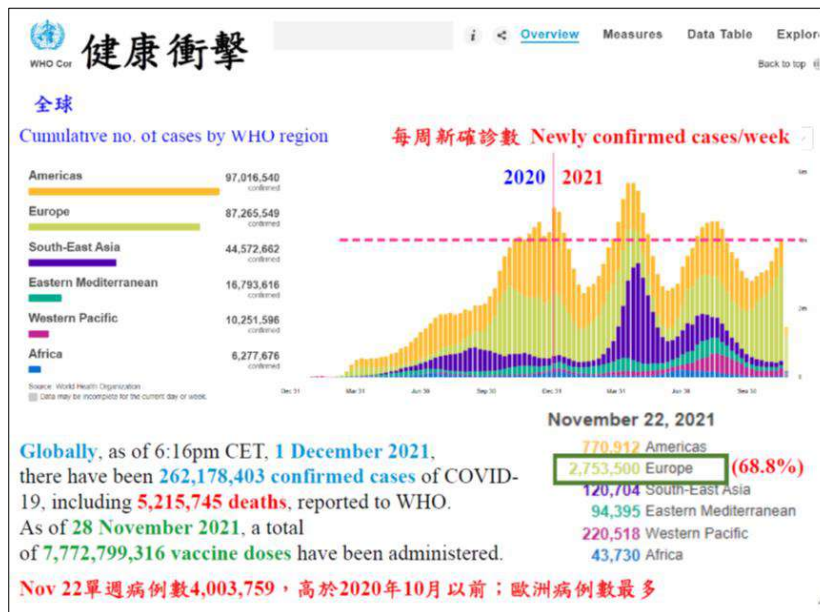 WHO Cor 健康衝擊
Overview Measures Data Table Explore
Back to top
全球
Cumulative no. of cases by WHO region
每周新確診數 Newly confirmed cases/week
2020 2021
Americas 97,016,540
confirmed
Europe 87,265,549
confirmed
South-East Asia 44,572,662
confirmed
Eastern Mediterranean 16,793,616
confirmed
Western Pacific 10,251,596
confirmed
Africa 6,277,676
confirmed
Source: World Health Organization
Data may be incomplete for the current day or week.
Dec 31 Mar 31 Jun 30 Sep 30 Dec 31 Mar 31 Jun 30 Sep 30
November 22, 2021
770,912 Americas
2,753,500 Europe (68.8%)
120,704 South-East Asia
94,395 Eastern Mediterranean
220,518 Western Pacific
43,730 Africa
Globally, as of 6:16pm CET, 1 December 2021,
there have been 262,178,403 confirmed cases of COVID-
19, including 5,215,745 deaths, reported to WHO.
As of 28 November 2021, a total
of 7,772,799,316 vaccine doses have been administered.
Nov 22單週病例數4,003,759，高於2020年10月以前；歐洲病例數最多